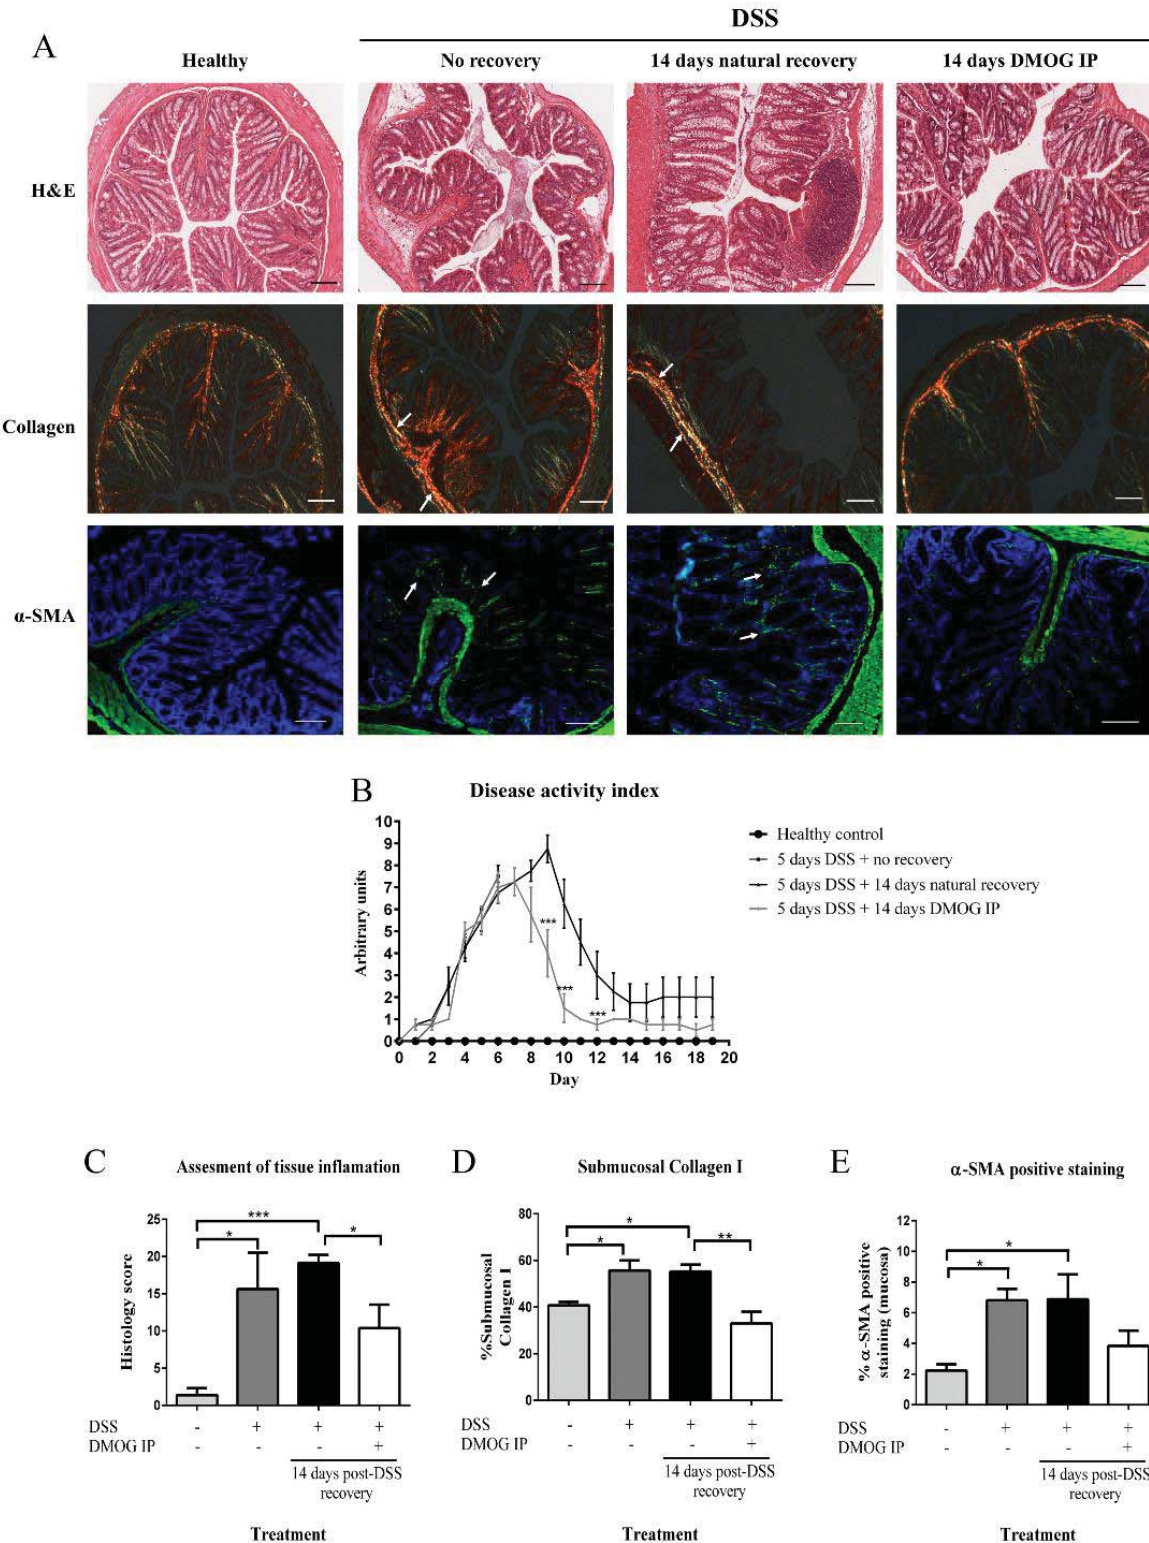 DSS
A
Healthy
No recovery
14 days natural recovery
14 days DMOG IP
H&E
Collagen
α-SMA
B
Disease activity index
10
9
8
7
6
5
4
3
2
1
0
Arbitrary units
***
***
***
0 2 4 6 8 10 12 14 16 18 20
Day
Healthy control
5 days DSS + no recovery
5 days DSS + 14 days natural recovery
5 days DSS + 14 days DMOG IP
C
Assesment of tissue inflamation
25
20
15
10
5
0
Histology score
***
*
*
DSS - + + +
DMOG IP - - - +
14 days post-DSS
recovery
Treatment
D
Submucosal Collagen I
80
60
40
20
0
%Submucosal
Collagen I
*
*
**
DSS - + + +
DMOG IP - - - +
14 days post-DSS
recovery
Treatment
E
α-SMA positive staining
12
10
8
6
4
2
0
% α-SMA positive
staining (mucosa)
*
*
DSS - + + +
DMOG IP - - - +
14 days post-DSS
recovery
Treatment